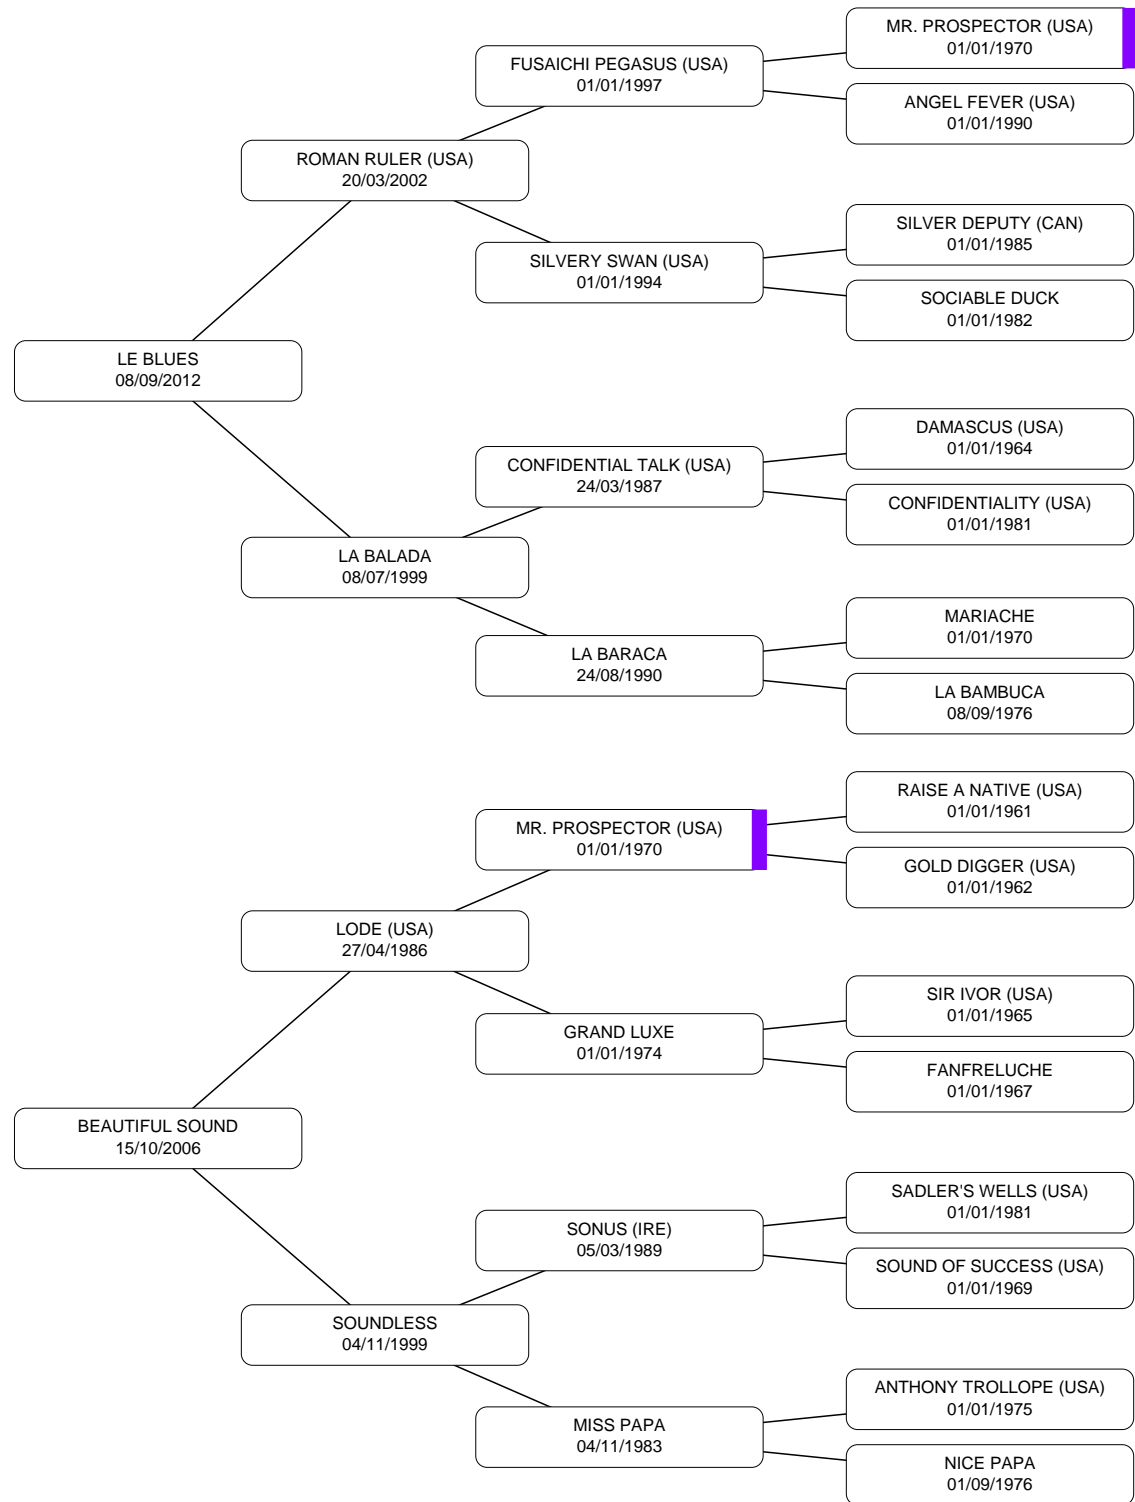 MR. PROSPECTOR (USA)
01/01/1970
FUSAICHI PEGASUS (USA)
01/01/1997
ANGEL FEVER (USA)
01/01/1990
ROMAN RULER (USA)
20/03/2002
SILVER DEPUTY (CAN)
01/01/1985
SILVERY SWAN (USA)
01/01/1994
SOCIABLE DUCK
01/01/1982
LE BLUES
08/09/2012
DAMASCUS (USA)
01/01/1964
CONFIDENTIAL TALK (USA)
24/03/1987
CONFIDENTIALITY (USA)
01/01/1981
LA BALADA
08/07/1999
MARIACHE
01/01/1970
LA BARACA
24/08/1990
LA BAMBUCA
08/09/1976
RAISE A NATIVE (USA)
01/01/1961
MR. PROSPECTOR (USA)
01/01/1970
GOLD DIGGER (USA)
01/01/1962
LODE (USA)
27/04/1986
SIR IVOR (USA)
01/01/1965
GRAND LUXE
01/01/1974
FANFRELUCHE
01/01/1967
BEAUTIFUL SOUND
15/10/2006
SADLER'S WELLS (USA)
01/01/1981
SONUS (IRE)
05/03/1989
SOUND OF SUCCESS (USA)
01/01/1969
SOUNDLESS
04/11/1999
ANTHONY TROLLOPE (USA)
01/01/1975
MISS PAPA
04/11/1983
NICE PAPA
01/09/1976